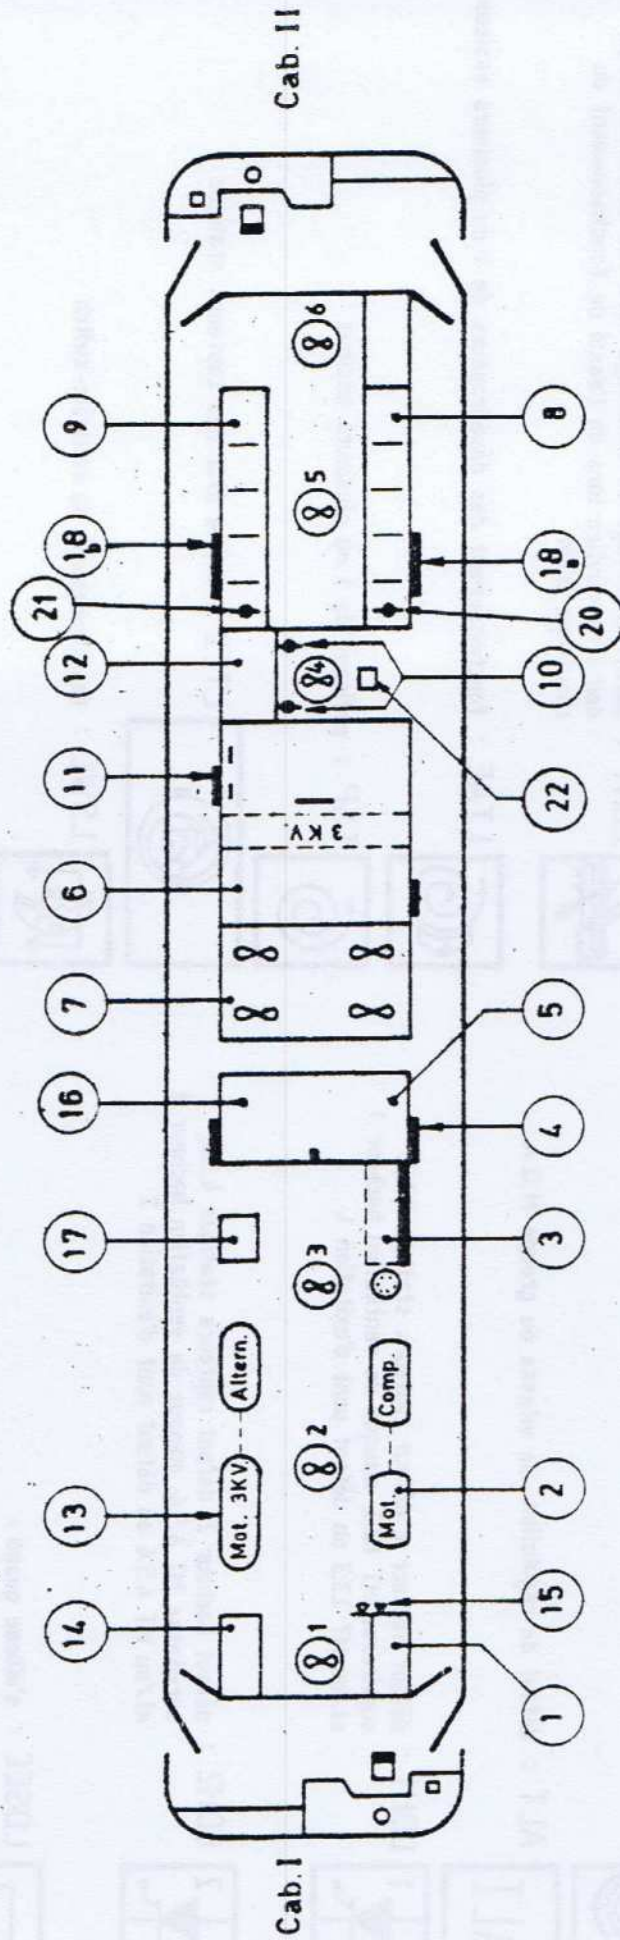 14 13 17 16 7 6 11 12 21 18 b 9
Mot. 3KV. Altern.
3 KV.
Cab. I
1 2 3 4 5 6
Cab. II
Mot. Comp.
1 15 2 3 4 5 22 10 20 18 a 8